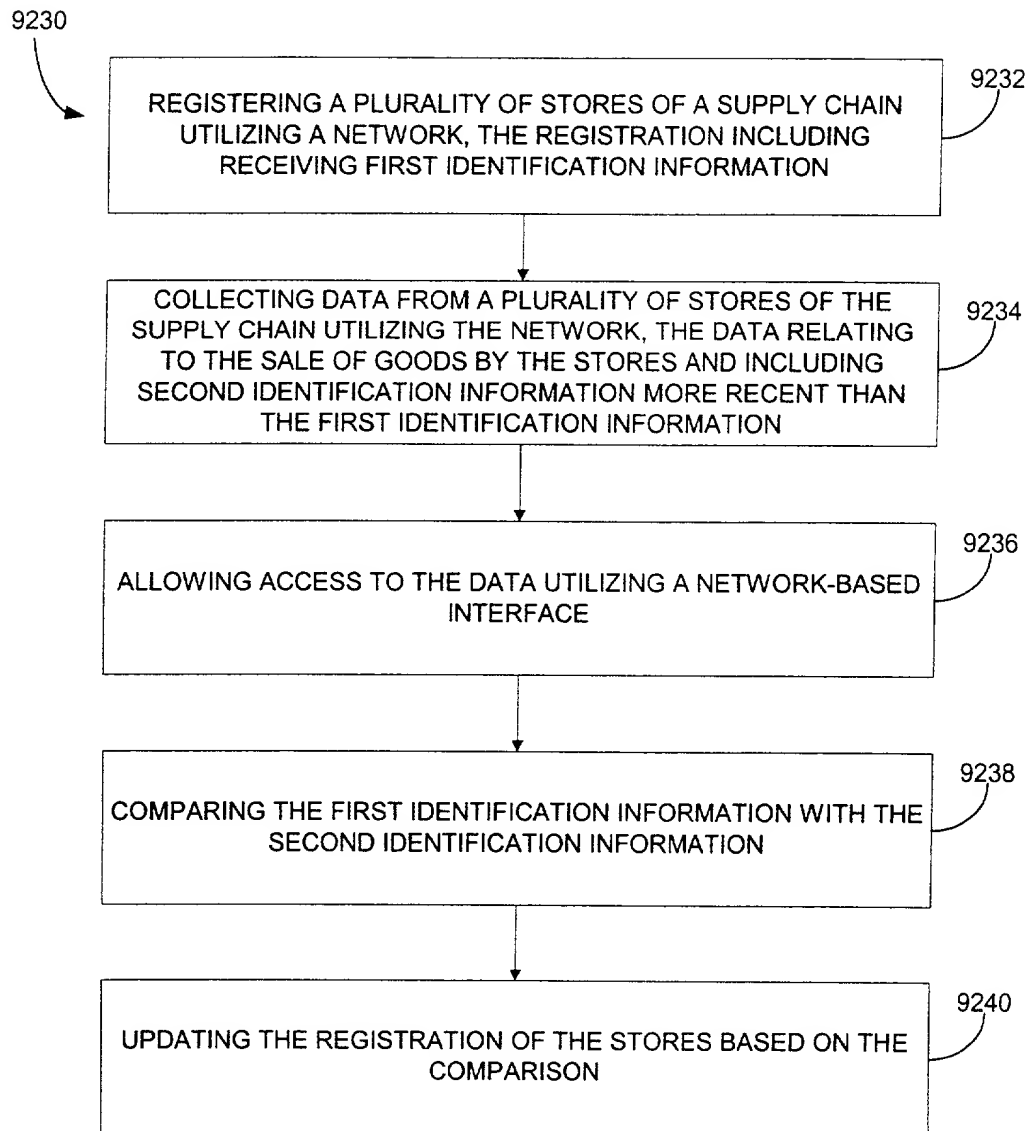 9230
REGISTERING A PLURALITY OF STORES OF A SUPPLY CHAIN
UTILIZING A NETWORK, THE REGISTRATION INCLUDING
RECEIVING FIRST IDENTIFICATION INFORMATION
9232
COLLECTING DATA FROM A PLURALITY OF STORES OF THE
SUPPLY CHAIN UTILIZING THE NETWORK, THE DATA RELATING
TO THE SALE OF GOODS BY THE STORES AND INCLUDING
SECOND IDENTIFICATION INFORMATION MORE RECENT THAN
THE FIRST IDENTIFICATION INFORMATION
9234
ALLOWING ACCESS TO THE DATA UTILIZING A NETWORK-BASED
INTERFACE
9236
COMPARING THE FIRST IDENTIFICATION INFORMATION WITH THE
SECOND IDENTIFICATION INFORMATION
9238
UPDATING THE REGISTRATION OF THE STORES BASED ON THE
COMPARISON
9240